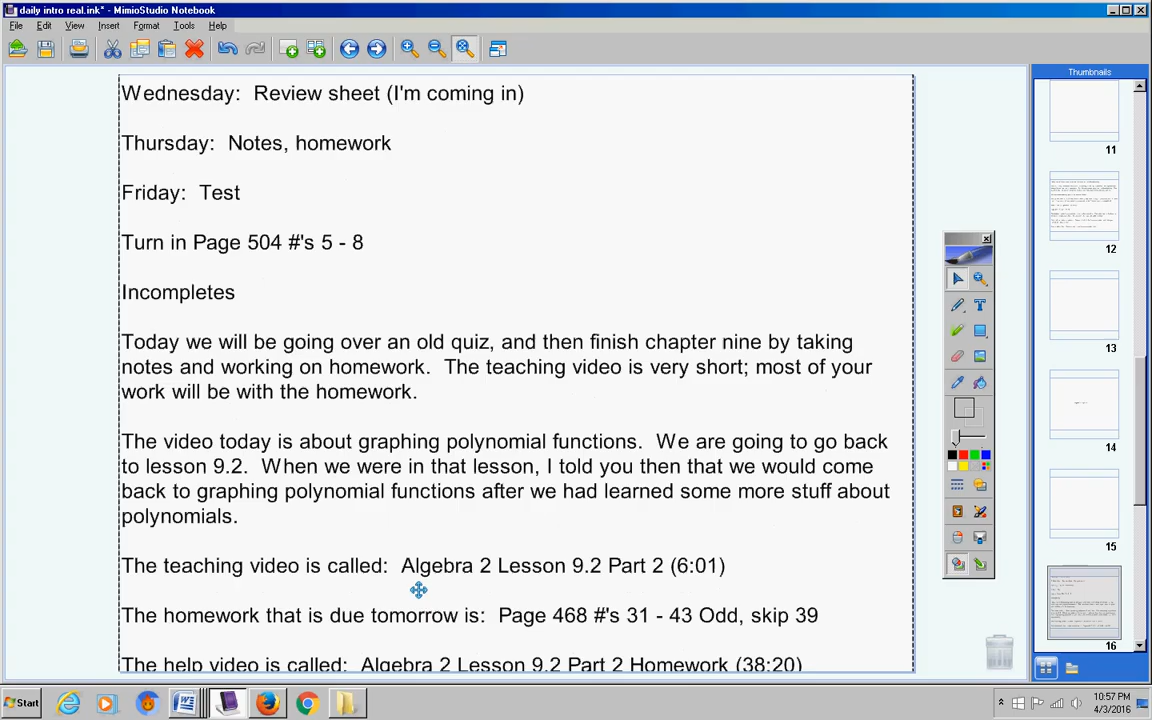 daily intro real.ink* - MimioStudio Notebook
File Edit View Insert Format Tools Help
Wednesday: Review sheet (I'm coming in)
Thursday: Notes, homework
Friday: Test
Turn in Page 504 #'s 5 - 8
Incompletes
Today we will be going over an old quiz, and then finish chapter nine by taking
notes and working on homework. The teaching video is very short; most of your
work will be with the homework.
The video today is about graphing polynomial functions. We are going to go back
to lesson 9.2. When we were in that lesson, I told you then that we would come
back to graphing polynomial functions after we had learned some more stuff about
polynomials.
The teaching video is called: Algebra 2 Lesson 9.2 Part 2 (6:01)
The homework that is due tomorrow is: Page 468 #'s 31 - 43 Odd, skip 39
The help video is called: Algebra 2 Lesson 9.2 Part 2 Homework (38:20)
Thumbnails
11
12
13
14
15
16
Start
10:57 PM
4/3/2016